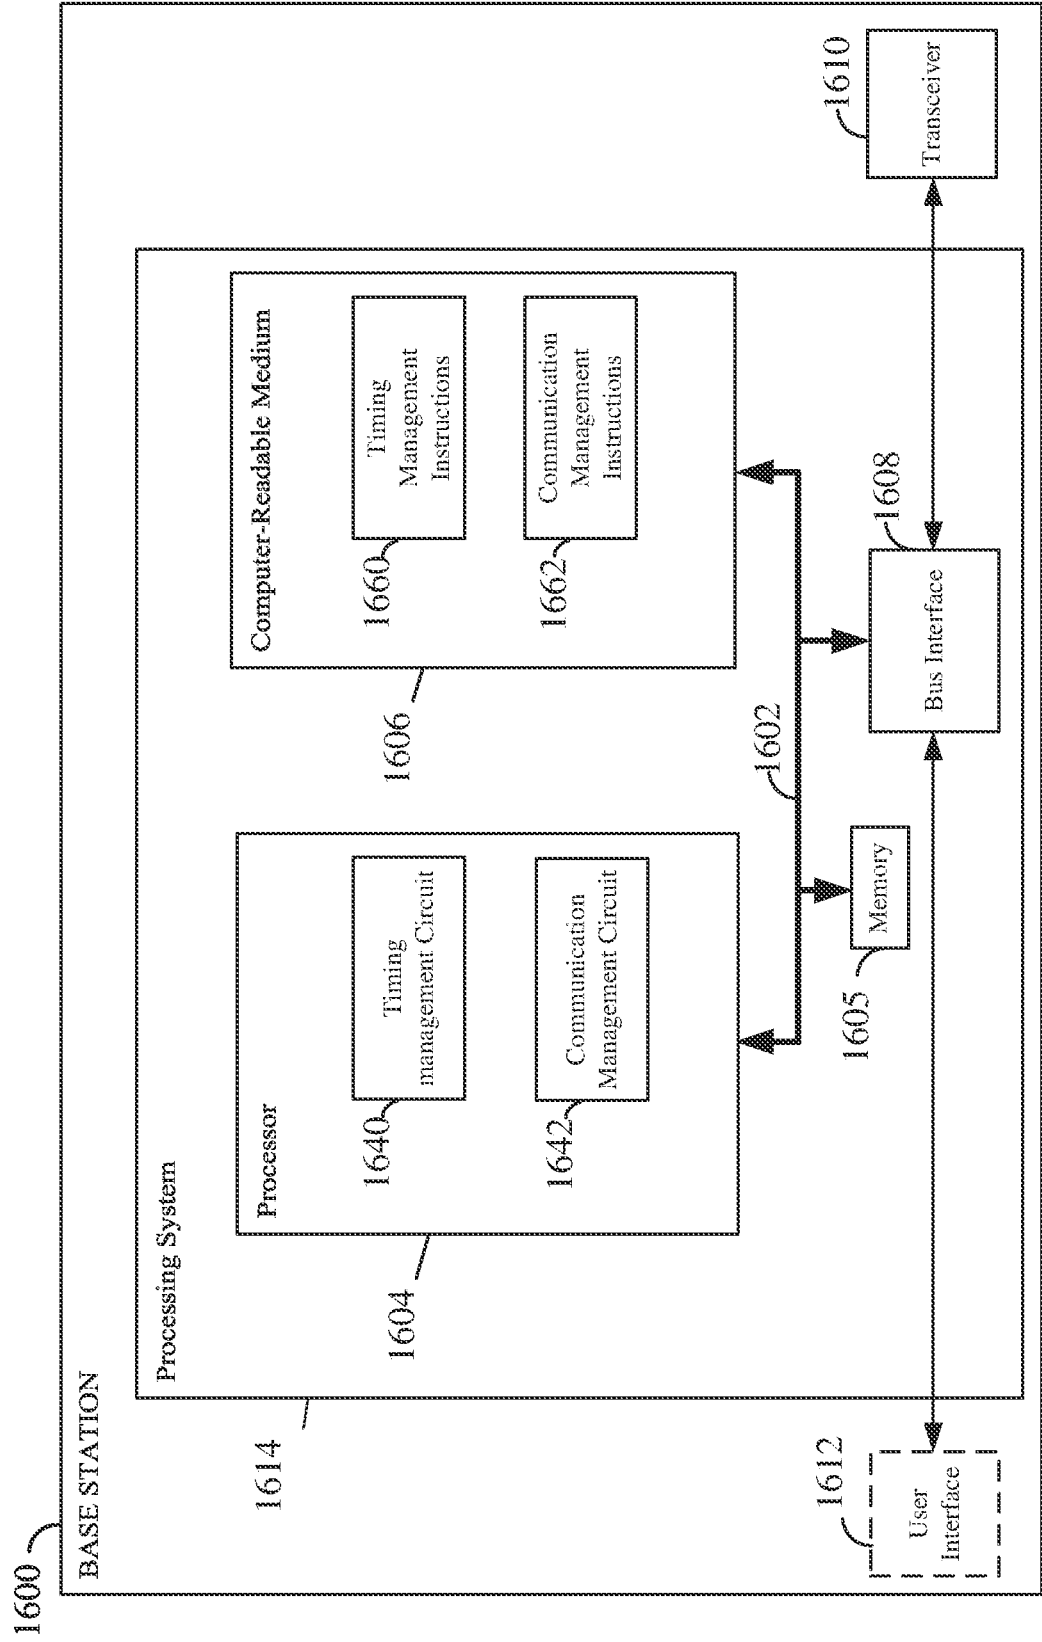 1600
BASE STATION
1614
Processing System
1604
Processor
1640
Timing
management Circuit
1642
Communication
Management Circuit
1606
Computer-Readable Medium
1660
Timing
Management
Instructions
1662
Communication
Management
Instructions
1602
1605
Memory
1608
Bus Interface
1612
User
Interface
1610
Transceiver